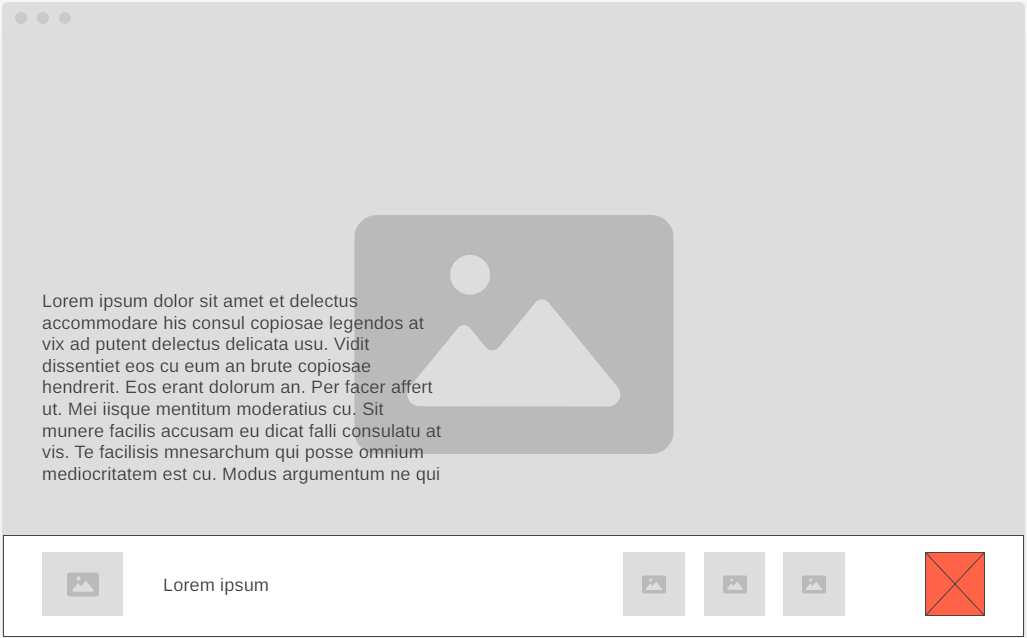 Lorem ipsum dolor sit amet et delectus
accommodare his consul copiosae legendos at
vix ad putent delectus delicata usu. Vidit
dissentiet eos cu eum an brute copiosae
hendrerit. Eos erant dolorum an. Per facer affert
ut. Mei iisque mentitum moderatius cu. Sit
munere facilis accusam eu dicat falli consulatu at
vis. Te facilisis mnesarchum qui posse omnium
mediocritatem est cu. Modus argumentum ne qui
Lorem ipsum